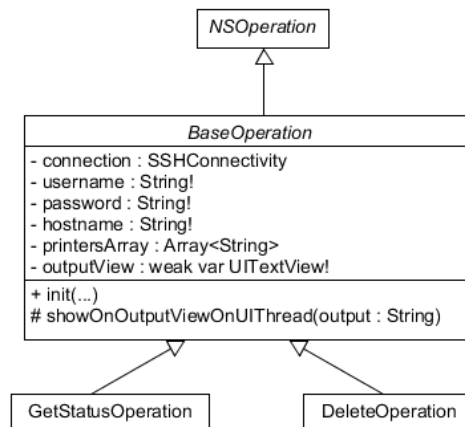 NSOperation
BaseOperation
- connection : SSHConnectivity
- username : String!
- password : String!
- hostname : String!
- printersArray : Array<String>
- outputView : weak var UITextView!
+ init(...)
# showOnOutputViewOnUIThread(output : String)
GetStatusOperation
DeleteOperation